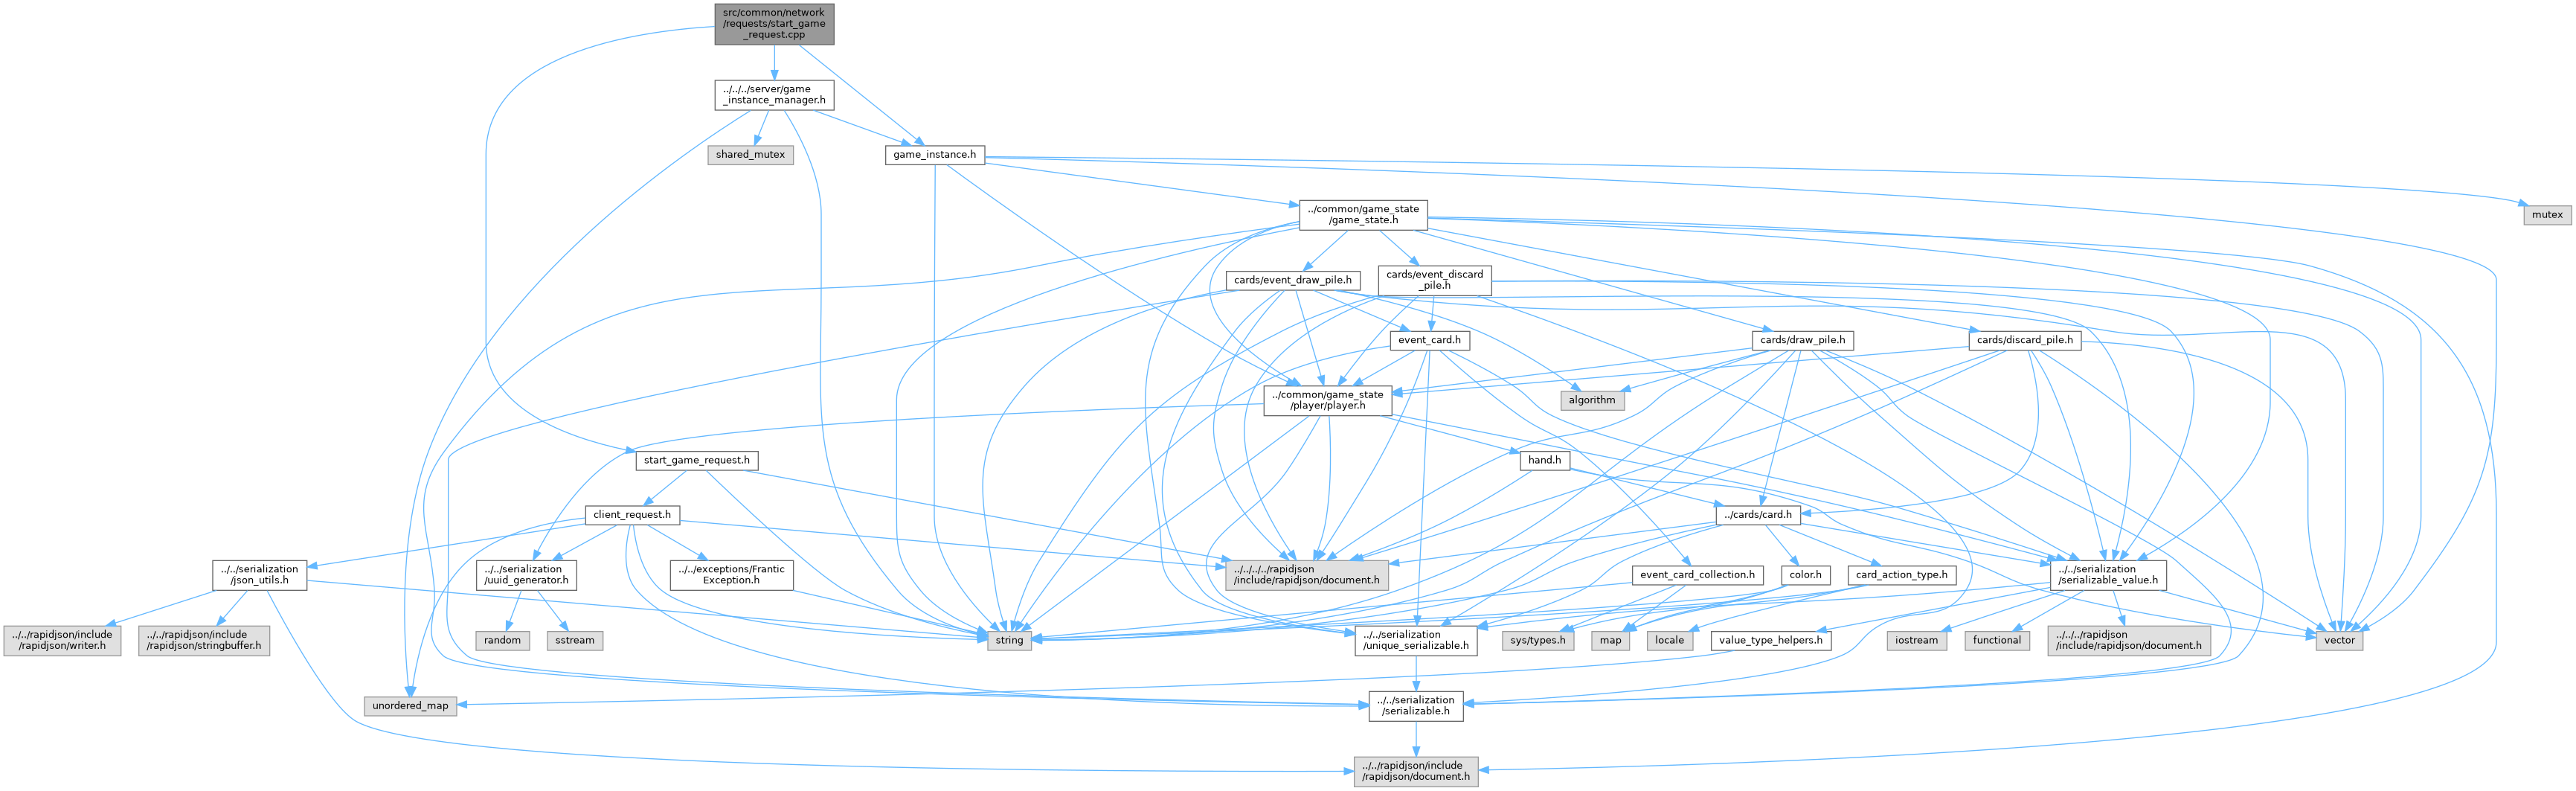 src/common/network
/requests/start_game
_request.cpp
../../../server/game
_instance_manager.h
shared_mutex
game_instance.h
../common/game_state
/game_state.h
mutex
cards/event_draw_pile.h
cards/event_discard
_pile.h
event_card.h
cards/draw_pile.h
cards/discard_pile.h
../common/game_state
/player/player.h
algorithm
start_game_request.h
hand.h
client_request.h
../cards/card.h
../../serialization
/json_utils.h
../../serialization
/uuid_generator.h
../../exceptions/Frantic
Exception.h
../../../../rapidjson
/include/rapidjson/document.h
event_card_collection.h
color.h
card_action_type.h
../../serialization
/serializable_value.h
../../rapidjson/include
/rapidjson/writer.h
../../rapidjson/include
/rapidjson/stringbuffer.h
random
sstream
string
../../serialization
/unique_serializable.h
sys/types.h
map
locale
value_type_helpers.h
iostream
functional
../../../rapidjson
/include/rapidjson/document.h
vector
unordered_map
../../serialization
/serializable.h
../../rapidjson/include
/rapidjson/document.h